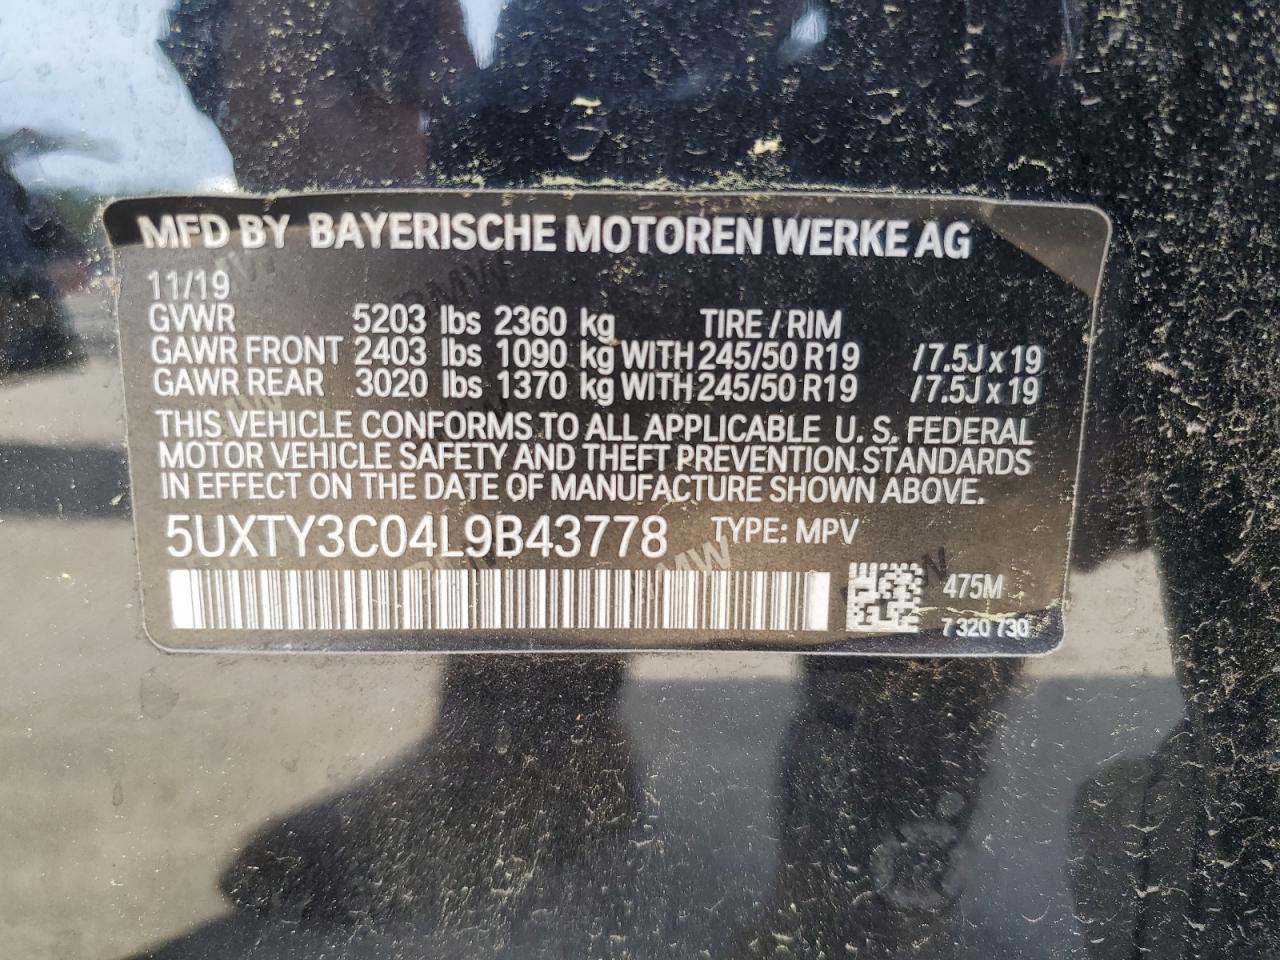 MFD BY BAYERISCHE MOTOREN WERKE AG
11/19
GVWR 5203 lbs 2360 kg TIRE / RIM
GAWR FRONT 2403 lbs 1090 kg WITH 245/50 R19 /7.5J x 19
GAWR REAR 3020 lbs 1370 kg WITH 245/50 R19 /7.5J x 19
THIS VEHICLE CONFORMS TO ALL APPLICABLE U. S. FEDERAL
MOTOR VEHICLE SAFETY AND THEFT PREVENTION STANDARDS
IN EFFECT ON THE DATE OF MANUFACTURE SHOWN ABOVE.
5UXTY3C04L9B43778 TYPE: MPV
475M
7 320 730